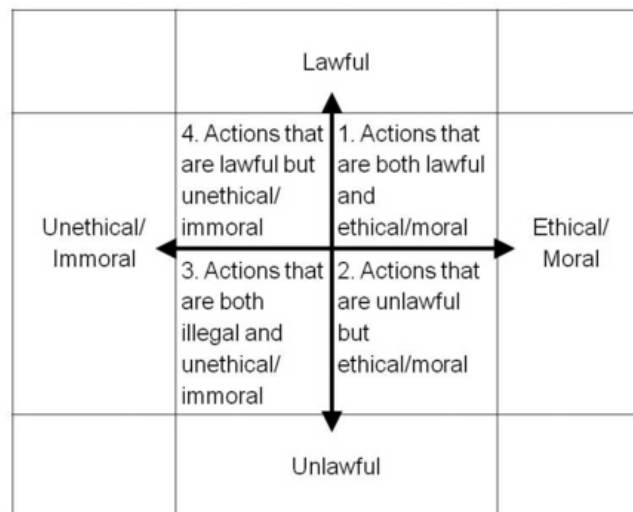 Lawful
4. Actions that
are lawful but
unethical/
immoral
1. Actions that
are both lawful
and
ethical/moral
Unethical/
Immoral
Ethical/
Moral
3. Actions that
are both
illegal and
unethical/
immoral
2. Actions that
are unlawful
but
ethical/moral
Unlawful